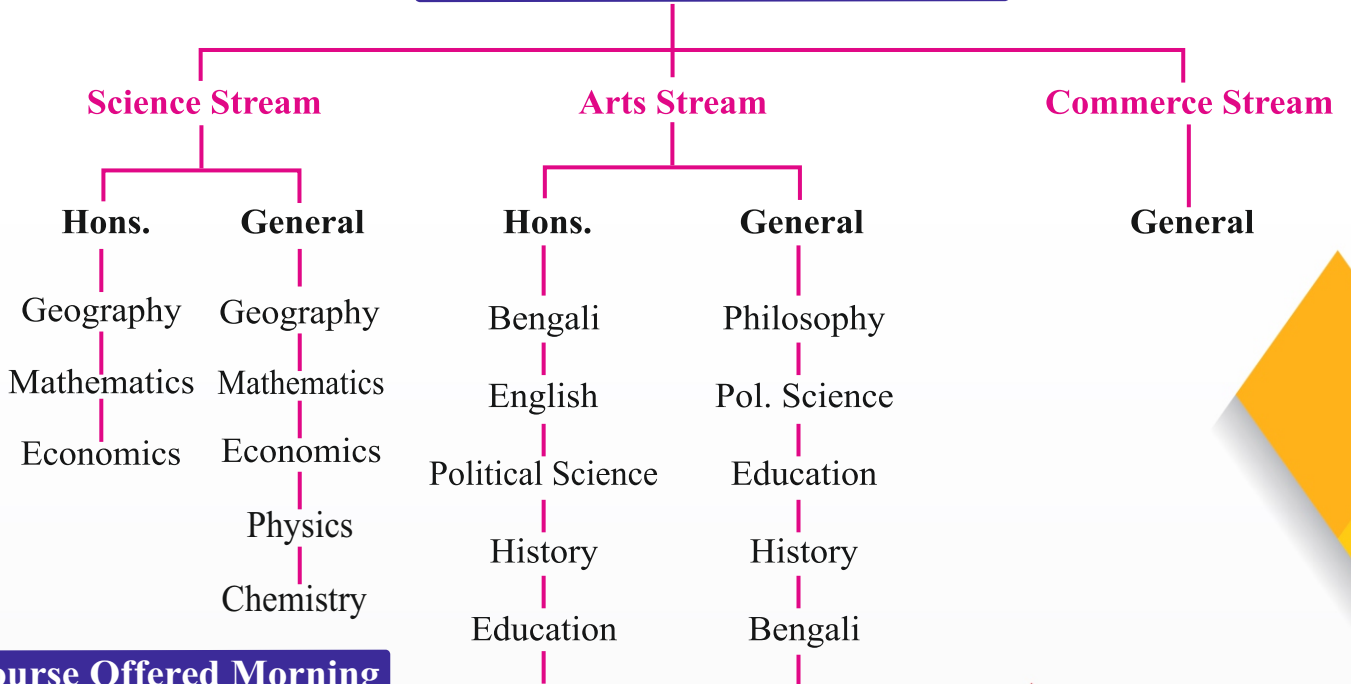 Science Stream
Arts Stream
Commerce Stream
Hons.
General
Hons.
General
General
Geography
Mathematics
Economics
Geography
Mathematics
Economics
Physics
Chemistry
Bengali
English
Political Science
History
Education
Philosophy
Pol. Science
Education
History
Bengali
Offered Morning